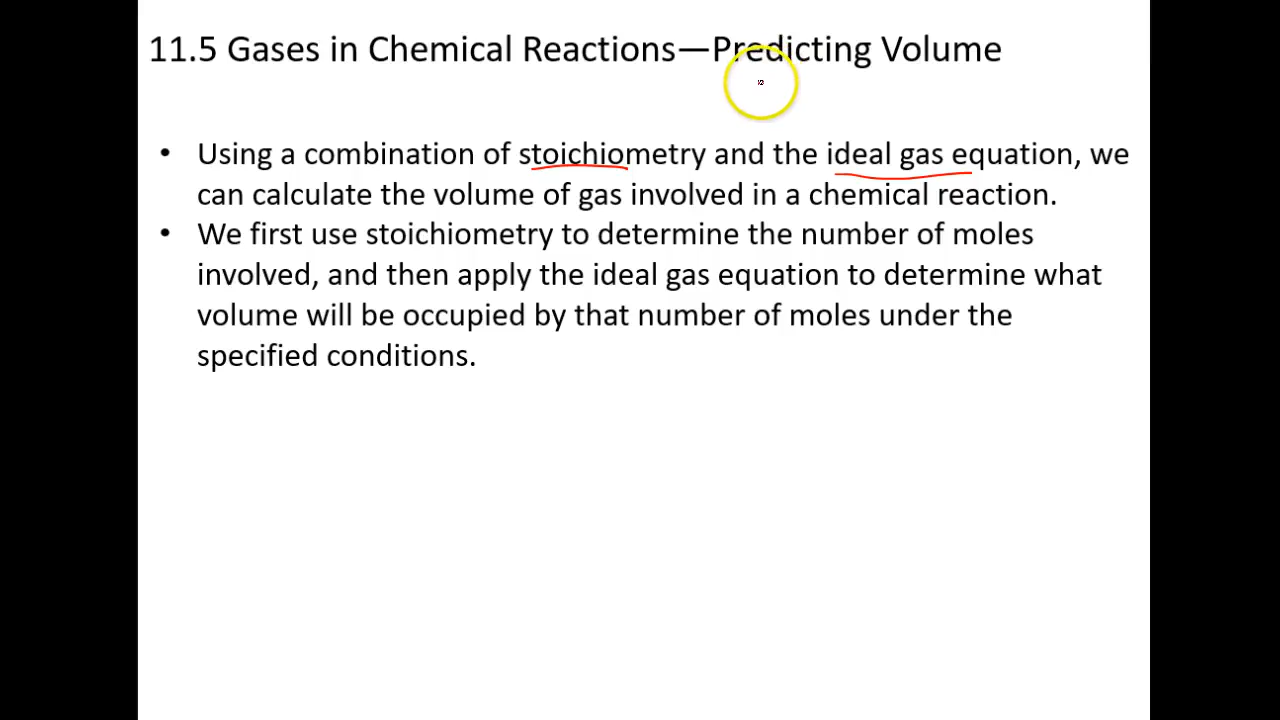 11.5 Gases in Chemical Reactions—Predicting Volume
• Using a combination of stoichiometry and the ideal gas equation, we
can calculate the volume of gas involved in a chemical reaction.
• We first use stoichiometry to determine the number of moles
involved, and then apply the ideal gas equation to determine what
volume will be occupied by that number of moles under the
specified conditions.